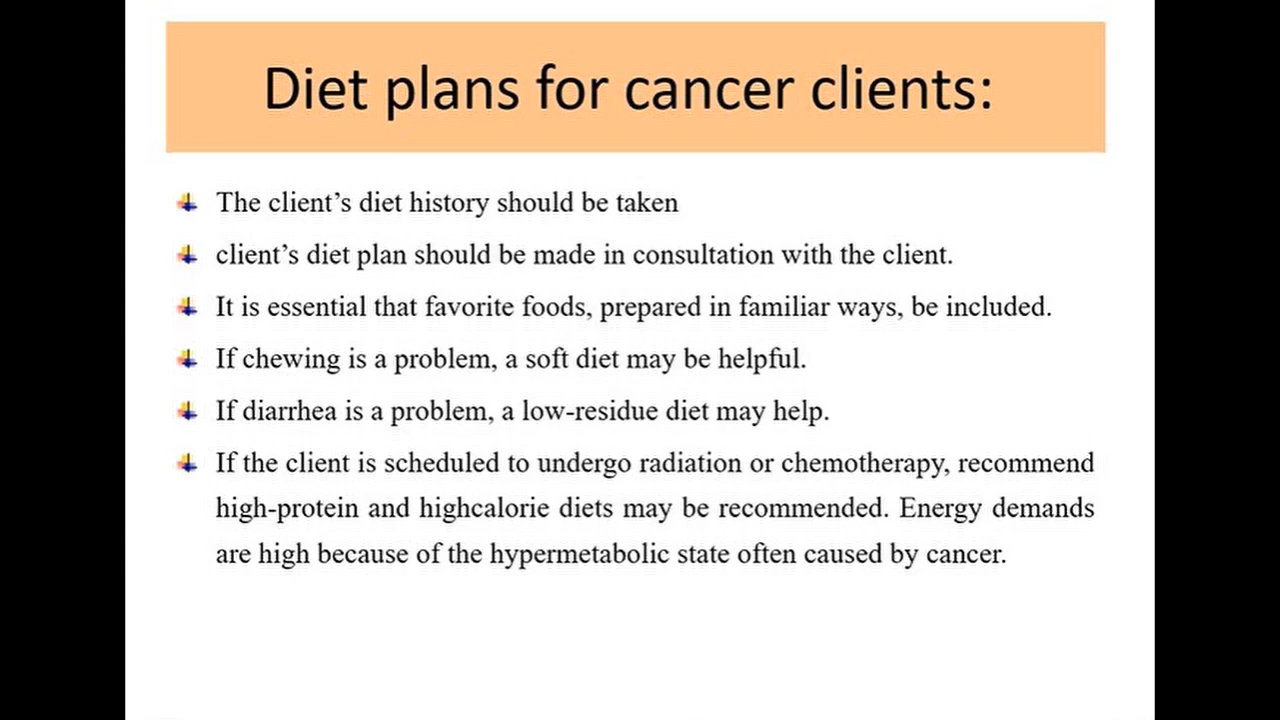 Diet plans for cancer clients:
The client's diet history should be taken
client's diet plan should be made in consultation with the client.
It is essential that favorite foods, prepared in familiar ways, be included.
If chewing is a problem, a soft diet may be helpful.
If diarrhea is a problem, a low-residue diet may help.
If the client is scheduled to undergo radiation or chemotherapy, recommend
high-protein and highcalorie diets may be recommended. Energy demands
are high because of the hypermetabolic state often caused by cancer.